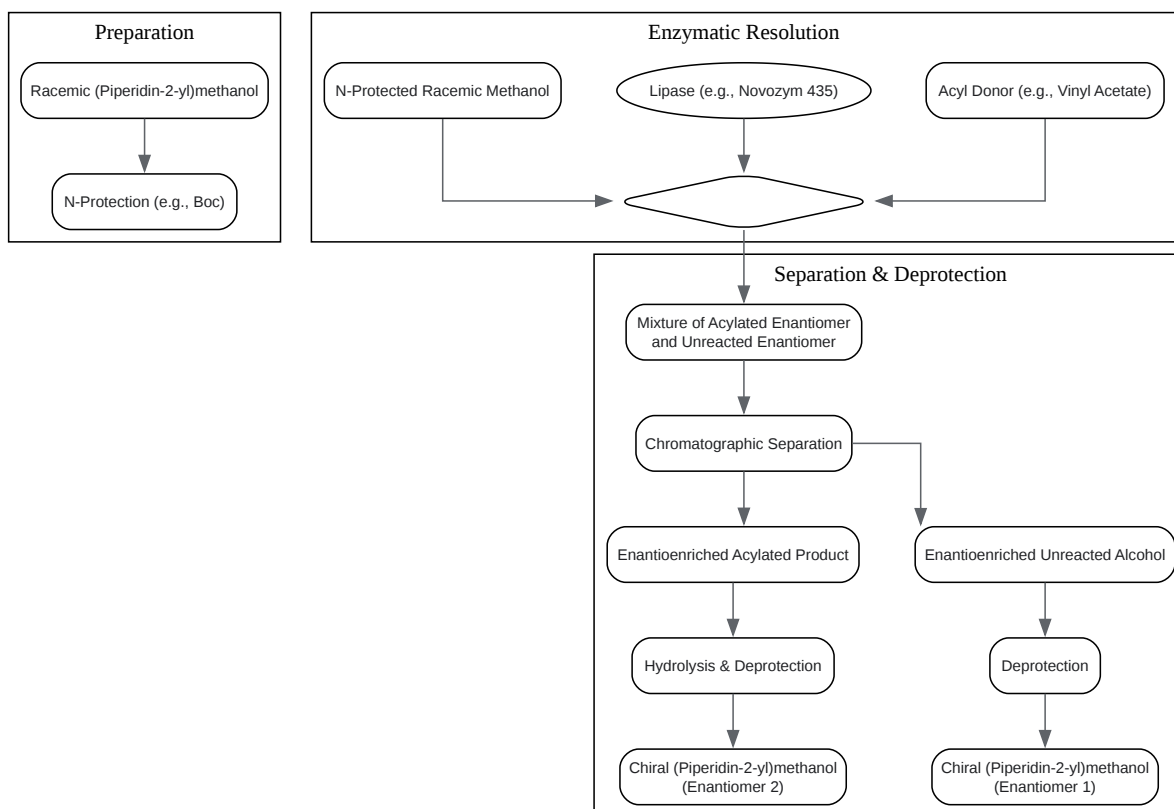 Preparation
Racemic (Piperidin-2-yl)methanol
N-Protection (e.g., Boc)
Enzymatic Resolution
N-Protected Racemic Methanol
Lipase (e.g., Novozym 435)
Acyl Donor (e.g., Vinyl Acetate)
Separation & Deprotection
Mixture of Acylated Enantiomer
and Unreacted Enantiomer
Chromatographic Separation
Enantioenriched Acylated Product
Enantioenriched Unreacted Alcohol
Hydrolysis & Deprotection
Deprotection
Chiral (Piperidin-2-yl)methanol
(Enantiomer 2)
Chiral (Piperidin-2-yl)methanol
(Enantiomer 1)